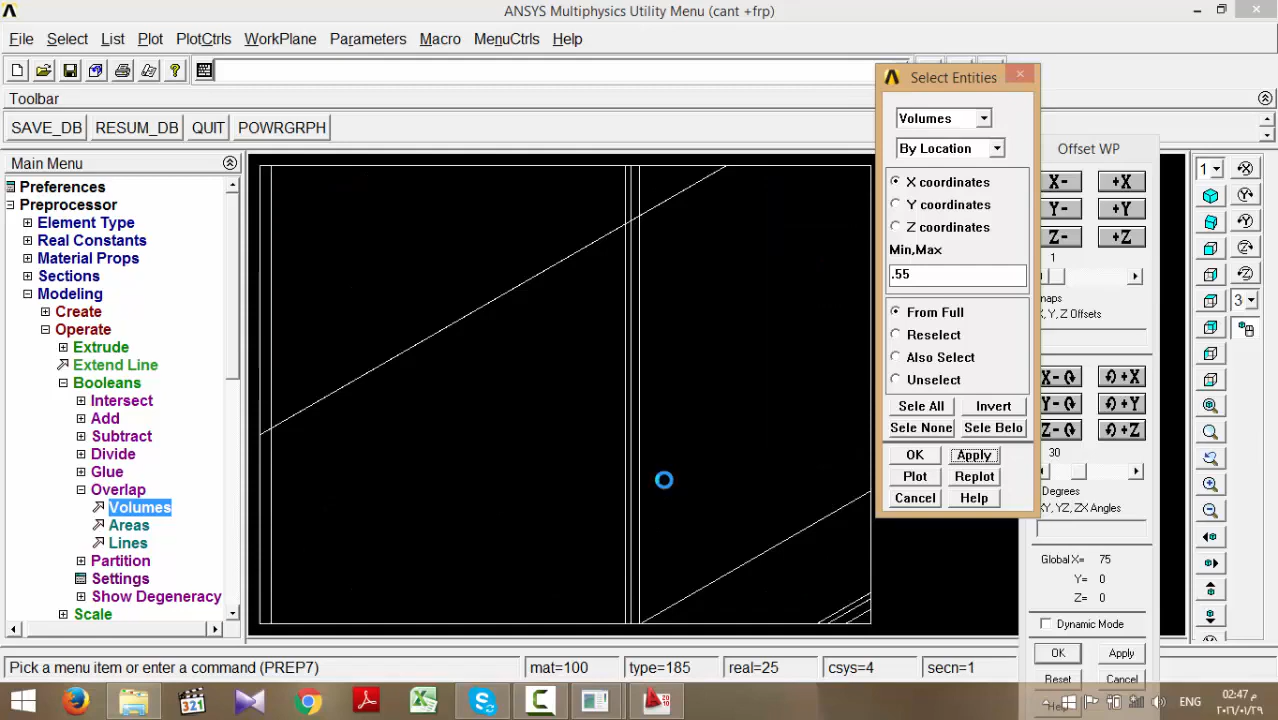 ANSYS Multiphysics Utility Menu (cant +frp)
File Select List Plot PlotCtrls WorkPlane Parameters Macro MenuCtrls Help
Toolbar
SAVE_DB RESUM_DB QUIT POWRGRPH
Main Menu
Preferences
Preprocessor
Element Type
Real Constants
Material Props
Sections
Modeling
Create
Operate
Extrude
Extend Line
Booleans
Intersect
Add
Subtract
Divide
Glue
Overlap
Volumes
Areas
Lines
Partition
Settings
Show Degeneracy
Scale
Select Entities
Volumes
By Location
X coordinates
Y coordinates
Z coordinates
Min,Max
.55
From Full
Reselect
Also Select
Unselect
Sele All Invert
Sele None Sele Belo
OK Apply
Plot Replot
Cancel Help
Offset WP
X- +X
Y- +Y
Z- +Z
1
naps
X, Y, Z Offsets
X- +X
Y- +Y
Z- +Z
30
Degrees
XY, YZ, ZX Angles
Global X= 75
Y= 0
Z= 0
Dynamic Mode
OK Apply
Reset Cancel
Help
1
3
Pick a menu item or enter a command (PREP7)
mat=100 type=185 real=25 csys=4 secn=1
321
ENG
02:47 م
٢٠١٦/٠١/٢٩